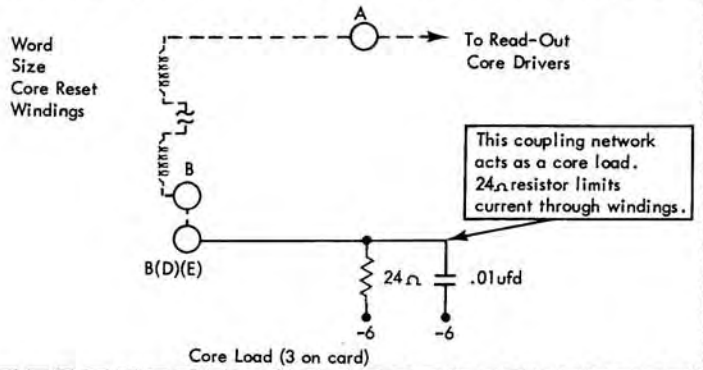 A
Word
Size
Core Reset
Windings
To Read-Out
Core Drivers
This coupling network
acts as a core load.
24Ω resistor limits
current through windings.
B
B(D)(E)
24Ω
.01ufd
-6
-6
Core Load (3 on card)